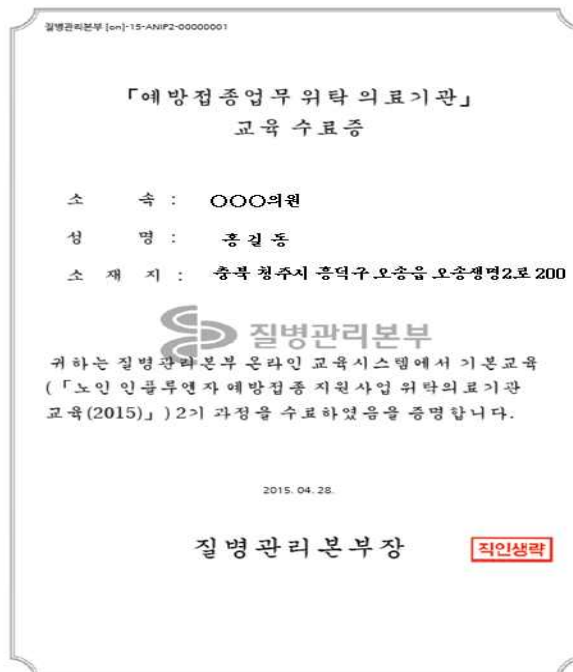 질병관리본부 [on]-15-ANIP2-00000001
「예방접종업무 위탁 의료기관」
교육 수료증
소 속 : ○○○의원
성 명 : 홍길동
소 재 지 : 충북 청주시 흥덕구 오송읍 오송생명2로 200
질병관리본부
귀하는 질병관리본부 온라인 교육시스템에서 기본교육
(「노인 인플루엔자 예방접종 지원사업 위탁의료기관
교육(2015)」) 2기 과정을 수료하였음을 증명합니다.
2015. 04. 28.
질병관리본부장
직인생략